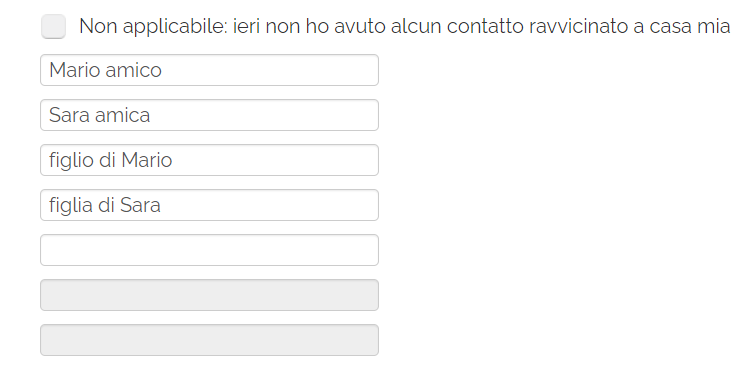 Non applicabile: ieri non ho avuto alcun contatto ravvicinato a casa mia
Mario amico
Sara amica
figlio di Mario
figlia di Sara